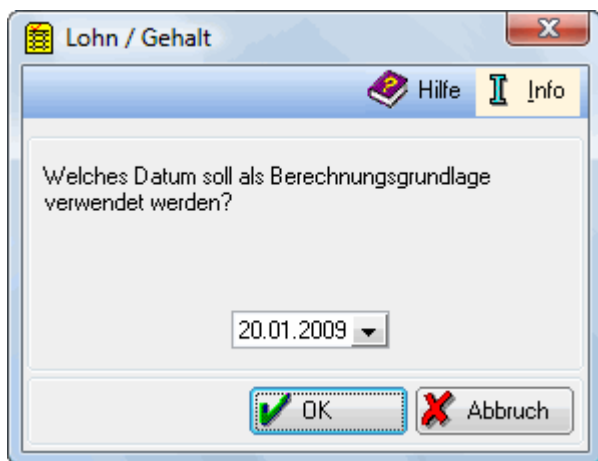 Lohn / Gehalt
Hilfe Info
Welches Datum soll als Berechnungsgrundlage
verwendet werden?
20.01.2009
OK Abbruch